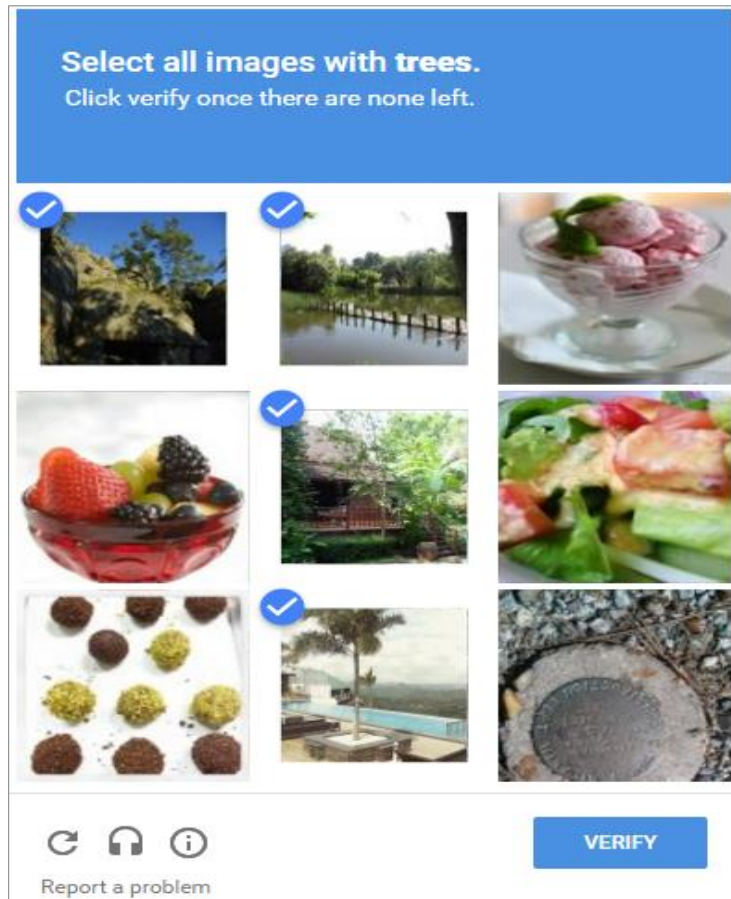 Select all images with trees.
Click verify once there are none left.
VERIFY
Report a problem